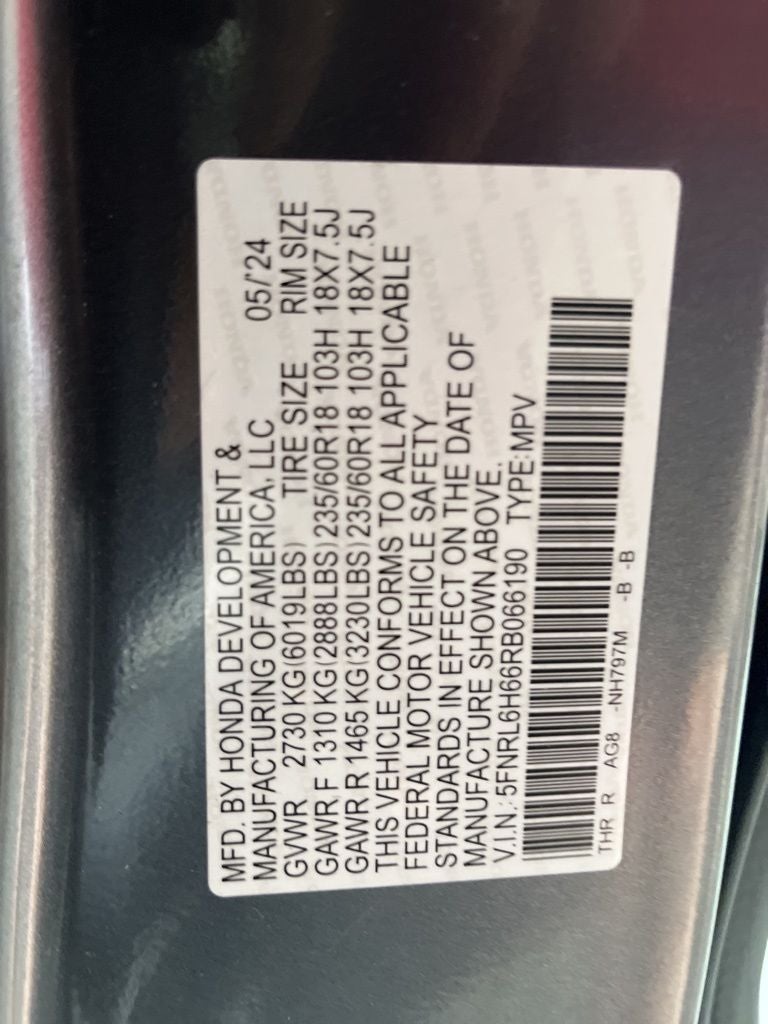 MFD. BY HONDA DEVELOPMENT &
MANUFACTURING OF AMERICA, LLC 05/'24
GVWR 2730 KG(6019LBS) TIRE SIZE RIM SIZE
GAWR F 1310 KG(2888LBS) 235/60R18 103H 18X7.5J
GAWR R 1465 KG(3230LBS) 235/60R18 103H 18X7.5J
THIS VEHICLE CONFORMS TO ALL APPLICABLE
FEDERAL MOTOR VEHICLE SAFETY
STANDARDS IN EFFECT ON THE DATE OF
MANUFACTURE SHOWN ABOVE.
V.I.N.: 5FNRL6H66RB066190 TYPE:MPV
THR R AG8 -NH797M -B -B